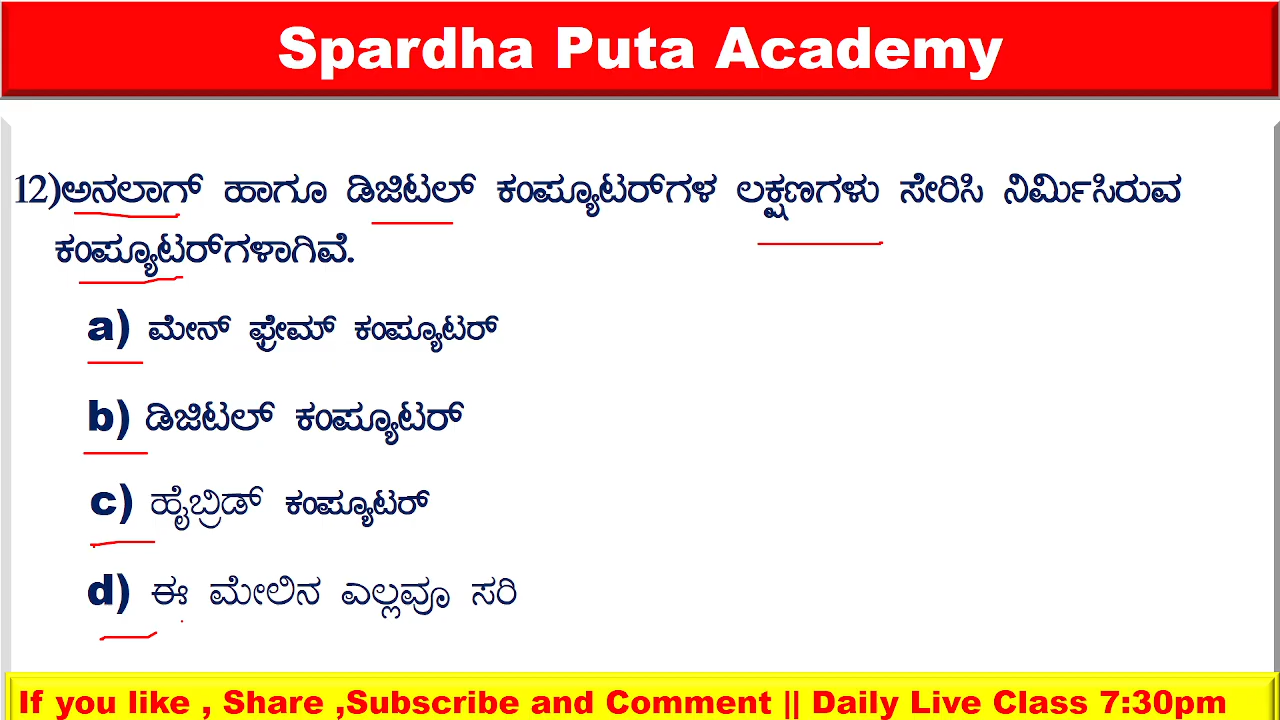 Spardha Puta Academy
12)ಅನಲಾಗ್ ಹಾಗೂ ಡಿಜಿಟಲ್ ಕಂಪ್ಯೂಟರ್‌ಗಳ ಲಕ್ಷಣಗಳು ಸೇರಿಸಿ ನಿರ್ಮಿಸಿರುವ
ಕಂಪ್ಯೂಟರ್‌ಗಳಾಗಿವೆ.
a) ಮೇನ್ ಫ್ರೇಮ್ ಕಂಪ್ಯೂಟರ್
b) ಡಿಜಿಟಲ್ ಕಂಪ್ಯೂಟರ್
c) ಹೈಬ್ರಿಡ್ ಕಂಪ್ಯೂಟರ್
d) ಈ ಮೇಲಿನ ಎಲ್ಲವೂ ಸರಿ
If you like , Share ,Subscribe and Comment || Daily Live Class 7:30pm